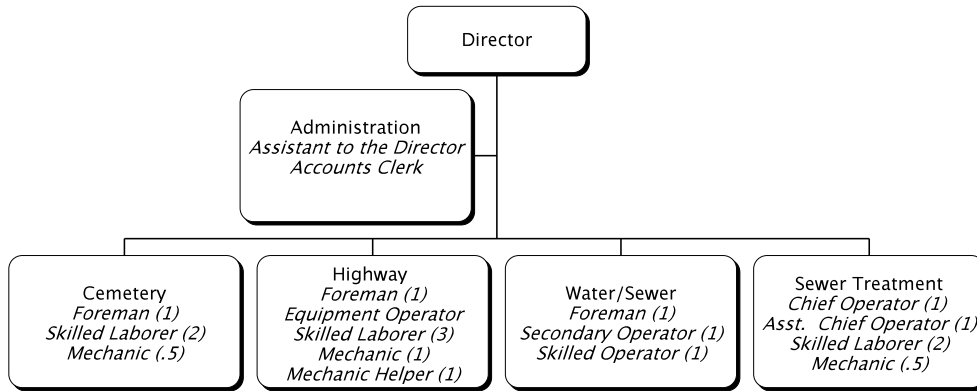 Director
Administration
Assistant to the Director
Accounts Clerk
Cemetery
Foreman (1)
Skilled Laborer (2)
Mechanic (.5)
Highway
Foreman (1)
Equipment Operator
Skilled Laborer (3)
Mechanic (1)
Mechanic Helper (1)
Water/Sewer
Foreman (1)
Secondary Operator (1)
Skilled Operator (1)
Sewer Treatment
Chief Operator (1)
Asst. Chief Operator (1)
Skilled Laborer (2)
Mechanic (.5)